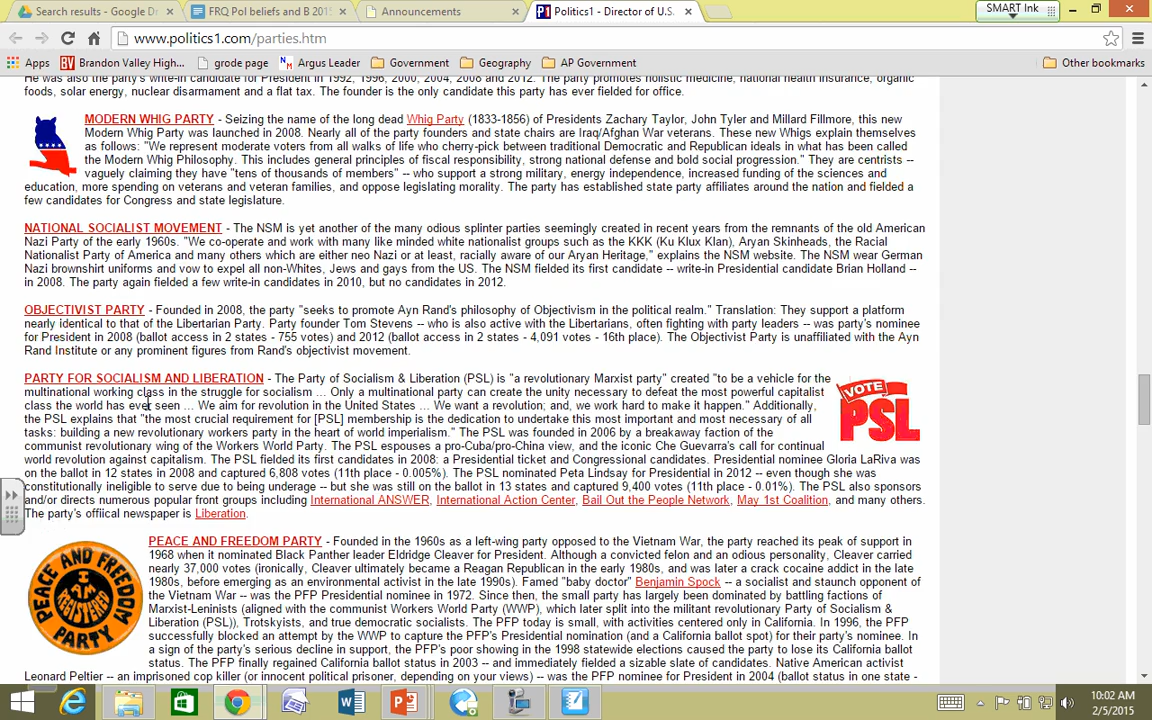 Search results - Google D
FRQ Pol beliefs and B 2015
Announcements
Politics1 - Director of U.S.
SMART Ink
www.politics1.com/parties.htm
Apps
Brandon Valley High...
grode page
Argus Leader
Government
Geography
AP Government
Other bookmarks
He was also the party's write-in candidate for President in 1992, 1996, 2000, 2004, 2008 and 2012. The party promotes holistic medicine, national health insurance, organic
foods, solar energy, nuclear disarmament and a flat tax. The founder is the only candidate this party has ever fielded for office.
MODERN WHIG PARTY - Seizing the name of the long dead Whig Party (1833-1856) of Presidents Zachary Taylor, John Tyler and Millard Fillmore, this new
Modern Whig Party was launched in 2008. Nearly all of the party founders and state chairs are Iraq/Afghan War veterans. These new Whigs explain themselves
as follows: "We represent moderate voters from all walks of life who cherry-pick between traditional Democratic and Republican ideals in what has been called
the Modern Whig Philosophy. This includes general principles of fiscal responsibility, strong national defense and bold social progression." They are centrists --
vaguely claiming they have "tens of thousands of members" -- who support a strong military, energy independence, increased funding of the sciences and
education, more spending on veterans and veteran families, and oppose legislating morality. The party has established state party affiliates around the nation and fielded a
few candidates for Congress and state legislature.
NATIONAL SOCIALIST MOVEMENT - The NSM is yet another of the many odious splinter parties seemingly created in recent years from the remnants of the old American
Nazi Party of the early 1960s. "We co-operate and work with many like minded white nationalist groups such as the KKK (Ku Klux Klan), Aryan Skinheads, the Racial
Nationalist Party of America and many others which are either neo Nazi or at least, racially aware of our Aryan Heritage," explains the NSM website. The NSM wear German
Nazi brownshirt uniforms and vow to expel all non-Whites, Jews and gays from the US. The NSM fielded its first candidate -- write-in Presidential candidate Brian Holland --
in 2008. The party again fielded a few write-in candidates in 2010, but no candidates in 2012.
OBJECTIVIST PARTY - Founded in 2008, the party "seeks to promote Ayn Rand's philosophy of Objectivism in the political realm." Translation: They support a platform
nearly identical to that of the Libertarian Party. Party founder Tom Stevens -- who is also active with the Libertarians, often fighting with party leaders -- was party's nominee
for President in 2008 (ballot access in 2 states - 755 votes) and 2012 (ballot access in 2 states - 4,091 votes - 16th place). The Objectivist Party is unaffiliated with the Ayn
Rand Institute or any prominent figures from Rand's objectivist movement.
PARTY FOR SOCIALISM AND LIBERATION - The Party of Socialism & Liberation (PSL) is "a revolutionary Marxist party" created "to be a vehicle for the
multinational working class in the struggle for socialism ... Only a multinational party can create the unity necessary to defeat the most powerful capitalist
class the world has ever seen ... We aim for revolution in the United States ... We want a revolution; and, we work hard to make it happen." Additionally,
the PSL explains that "the most crucial requirement for [PSL] membership is the dedication to undertake this most important and most necessary of all
tasks: building a new revolutionary workers party in the heart of world imperialism." The PSL was founded in 2006 by a breakaway faction of the
communist revolutionary wing of the Workers World Party. The PSL espouses a pro-Cuba/pro-China view, and the iconic Che Guevarra's call for continual
world revolution against capitalism. The PSL fielded its first candidates in 2008: a Presidential ticket and Congressional candidates. Presidential nominee Gloria LaRiva was
on the ballot in 12 states in 2008 and captured 6,808 votes (11th place - 0.005%). The PSL nominated Peta Lindsay for Presidential in 2012 -- even though she was
constitutionally ineligible to serve due to being underage -- but she was still on the ballot in 13 states and captured 9,400 votes (11th place - 0.01%). The PSL also sponsors
and/or directs numerous popular front groups including International ANSWER, International Action Center, Bail Out the People Network, May 1st Coalition, and many others.
The party's offiical newspaper is Liberation.
VOTE
PSL
PEACE AND FREEDOM PARTY
I AM REGISTERED
PEACE AND FREEDOM PARTY - Founded in the 1960s as a left-wing party opposed to the Vietnam War, the party reached its peak of support in
1968 when it nominated Black Panther leader Eldridge Cleaver for President. Although a convicted felon and an odious personality, Cleaver carried
nearly 37,000 votes (ironically, Cleaver ultimately became a Reagan Republican in the early 1980s, and was later a crack cocaine addict in the late
1980s, before emerging as an environmental activist in the late 1990s). Famed "baby doctor" Benjamin Spock -- a socialist and staunch opponent of
the Vietnam War -- was the PFP Presidential nominee in 1972. Since then, the small party has largely been dominated by battling factions of
Marxist-Leninists (aligned with the communist Workers World Party (WWP), which later split into the militant revolutionary Party of Socialism &
Liberation (PSL)), Trotskyists, and true democratic socialists. The PFP today is small, with activities centered only in California. In 1996, the PFP
successfully blocked an attempt by the WWP to capture the PFP's Presidential nomination (and a California ballot spot) for their party's nominee. In
a sign of the party's serious decline in support, the PFP's poor showing in the 1998 statewide elections caused the party to lose its California ballot
status. The PFP finally regained California ballot status in 2003 -- and immediately fielded a sizable slate of candidates. Native American activist
Leonard Peltier -- an imprisoned cop killer (or innocent political prisoner, depending on your views) -- was the PFP nominee for President in 2004 (ballot status in one state -
10:02 AM
2/5/2015